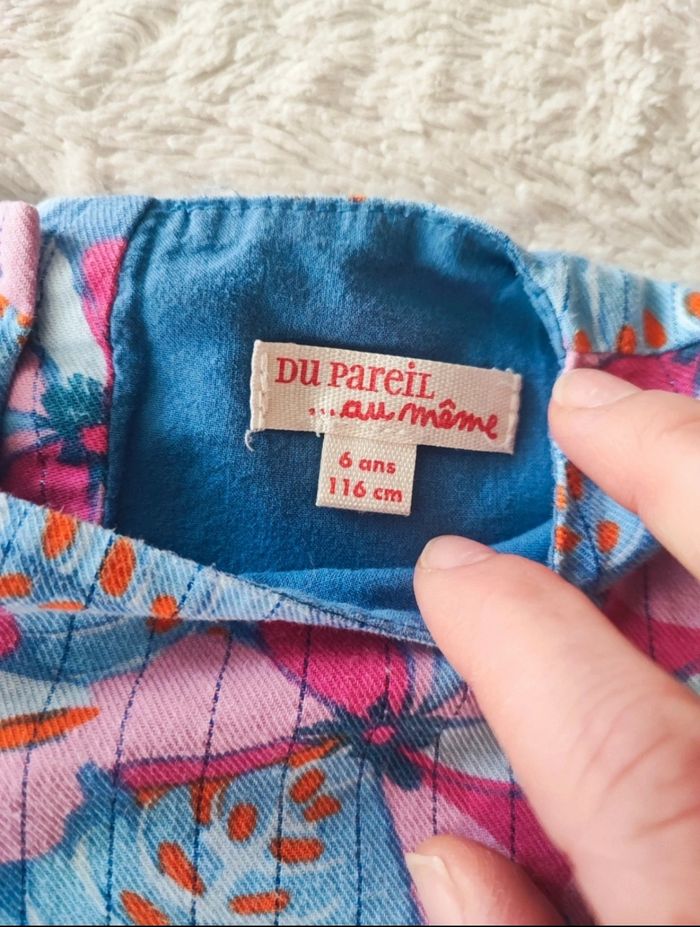 DU PAREIL
...au même
6 ans
116 cm